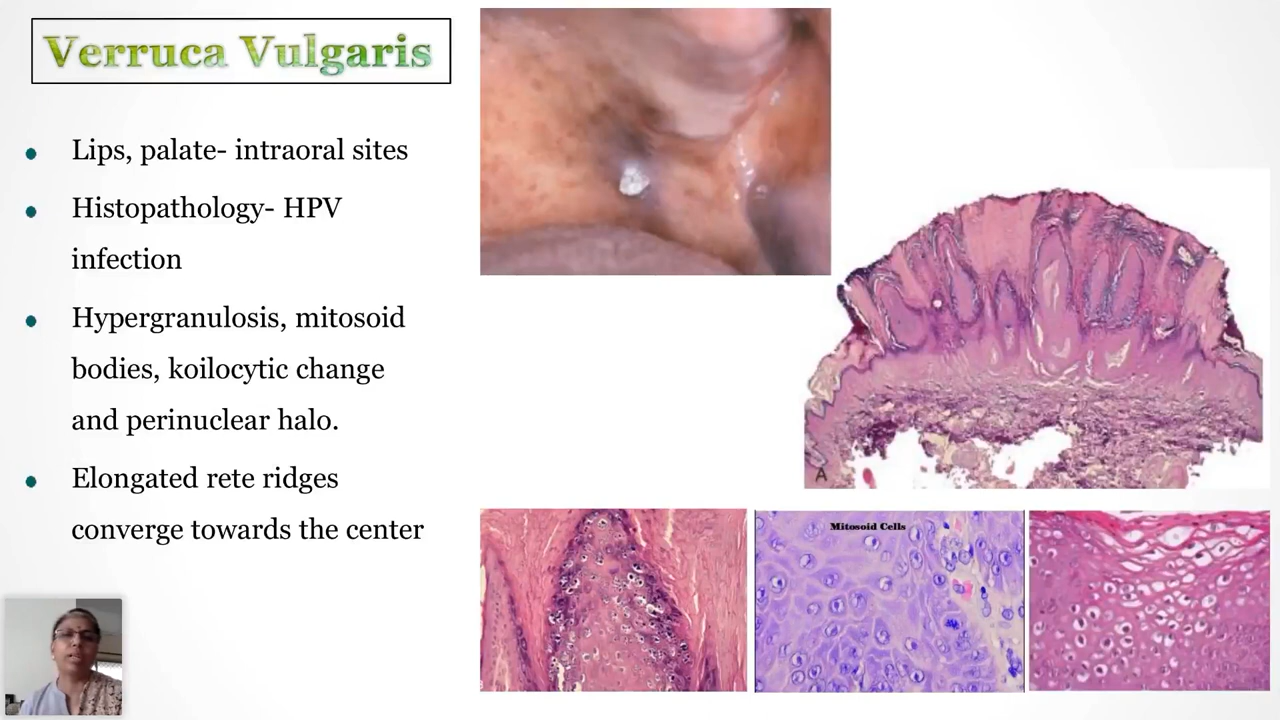 Verruca Vulgaris
Lips, palate- intraoral sites
Histopathology- HPV
infection
Hypergranulosis, mitosoid
bodies, koilocytic change
and perinuclear halo.
Elongated rete ridges
converge towards the center
A
Mitosoid Cells